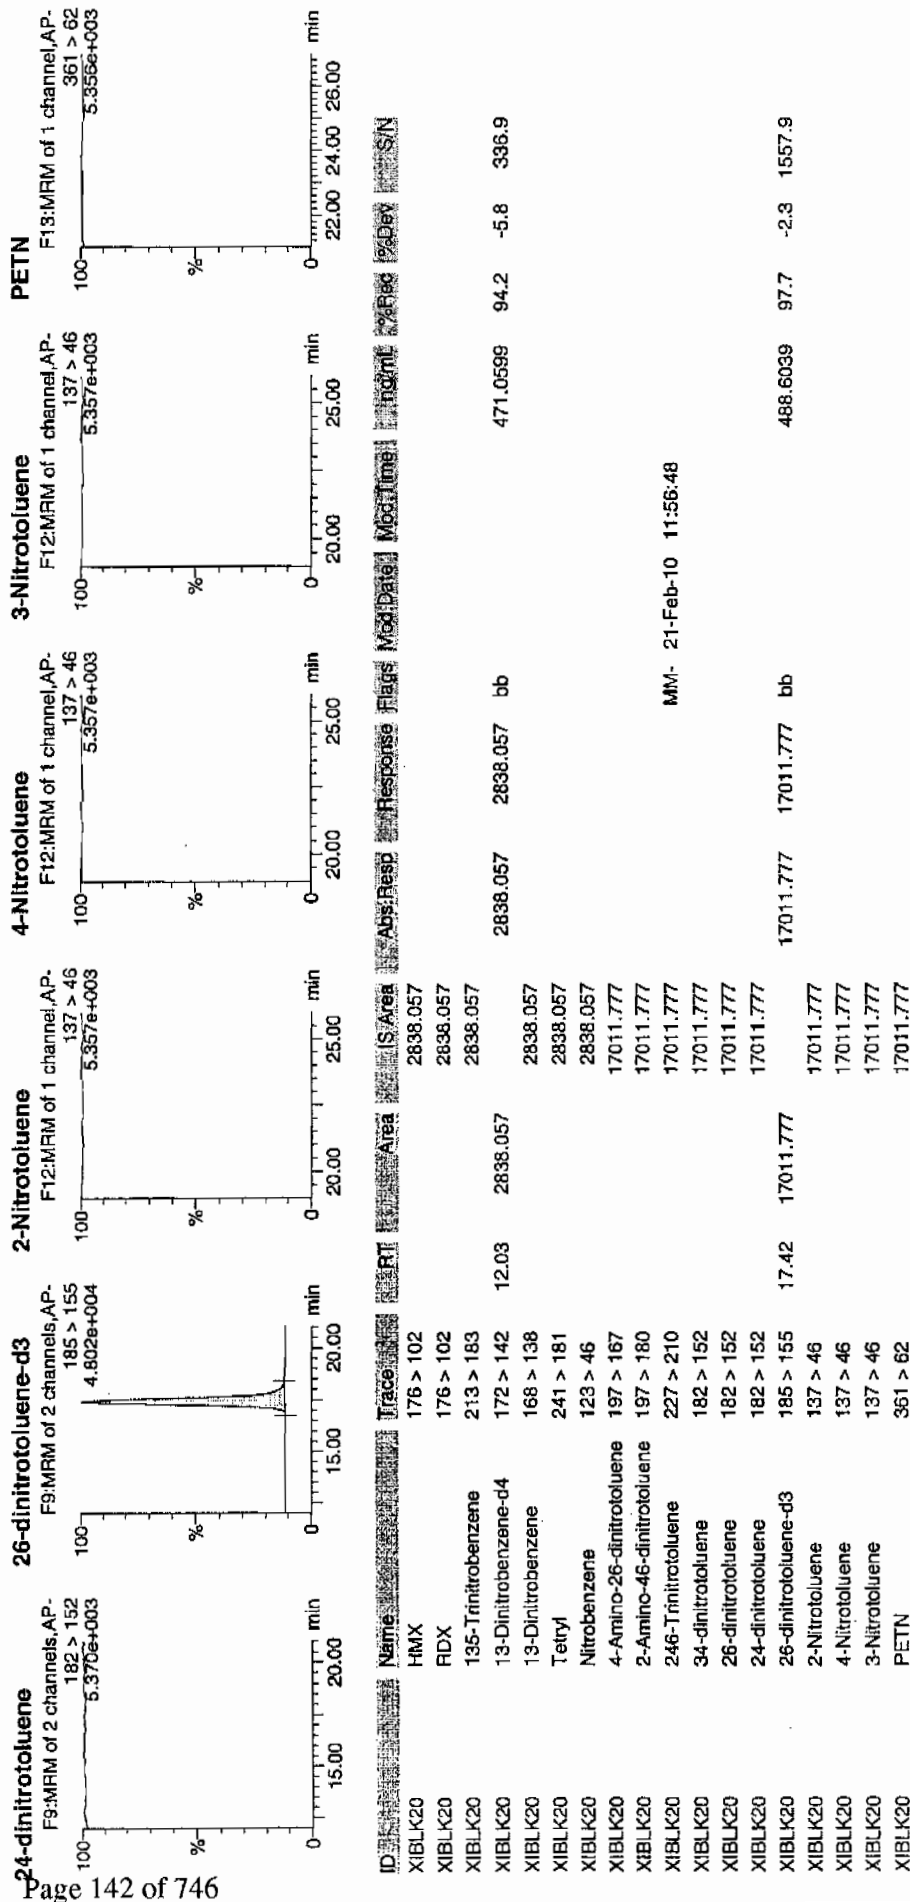 24-dinitrotoluene
F9:MRM of 2 channels,AP-
182 > 152
5.370e+003
100
%
0
15.00 20.00 min
26-dinitrotoluene-d3
F9:MRM of 2 channels,AP-
185 > 155
4.802e+004
100
%
0
15.00 20.00 min
2-Nitrotoluene
F12:MRM of 1 channel,AP-
137 > 46
5.357e+003
100
%
0
20.00 25.00 min
4-Nitrotoluene
F12:MRM of 1 channel,AP-
137 > 46
5.357e+003
100
%
0
20.00 25.00 min
3-Nitrotoluene
F12:MRM of 1 channel,AP-
137 > 46
5.357e+003
100
%
0
20.00 25.00 min
PETN
F13:MRM of 1 channel,AP-
361 > 62
5.356e+003
100
%
0
22.00 24.00 26.00 min
ID Name Trace RT Area IS Area Abs.Resp Response Flags Mod.Date Mod.Time ng/mL %Rec %Dev S/N
XIBLK20 HMX 176 > 102 2838.057
XIBLK20 RDX 176 > 102 2838.057
XIBLK20 135-Trinitrobenzene 213 > 183 2838.057
XIBLK20 13-Dinitrobenzene-d4 172 > 142 12.03 2838.057 2838.057 2838.057 bb 471.0599 94.2 -5.8 336.9
XIBLK20 13-Dinitrobenzene 168 > 138 2838.057
XIBLK20 Tetryl 241 > 181 2838.057
XIBLK20 Nitrobenzene 123 > 46 2838.057
XIBLK20 4-Amino-26-dinitrotoluene 197 > 167 17011.777
XIBLK20 2-Amino-46-dinitrotoluene 197 > 180 17011.777
XIBLK20 246-Trinitrotoluene 227 > 210 17011.777 MM- 21-Feb-10 11:56:48
XIBLK20 34-dinitrotoluene 182 > 152 17011.777
XIBLK20 26-dinitrotoluene 182 > 152 17011.777
XIBLK20 24-dinitrotoluene 182 > 152 17011.777
XIBLK20 26-dinitrotoluene-d3 185 > 155 17.42 17011.777 17011.777 17011.777 bb 488.6039 97.7 -2.3 1557.9
XIBLK20 2-Nitrotoluene 137 > 46 17011.777
XIBLK20 4-Nitrotoluene 137 > 46 17011.777
XIBLK20 3-Nitrotoluene 137 > 46 17011.777
XIBLK20 PETN 361 > 62 17011.777
Page 142 of 746